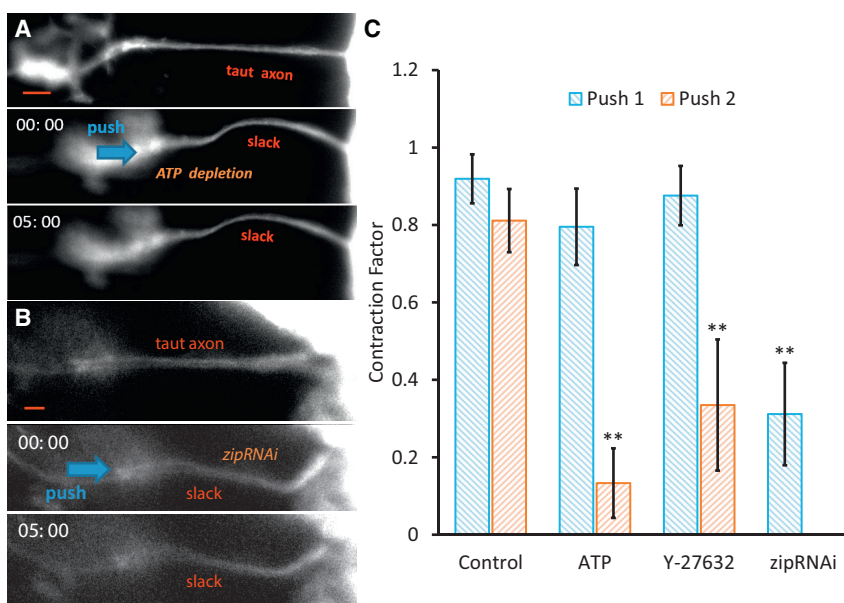 A
taut axon
00: 00
push
slack
ATP depletion
05: 00
slack
B
taut axon
00:00
zipRNAi
push
slack
05:00
slack
C
1.2
1
0.8
0.6
0.4
0.2
0
Contraction Factor
Push 1
Push 2
**
**
**
Control
ATP
Y-27632
zipRNAi